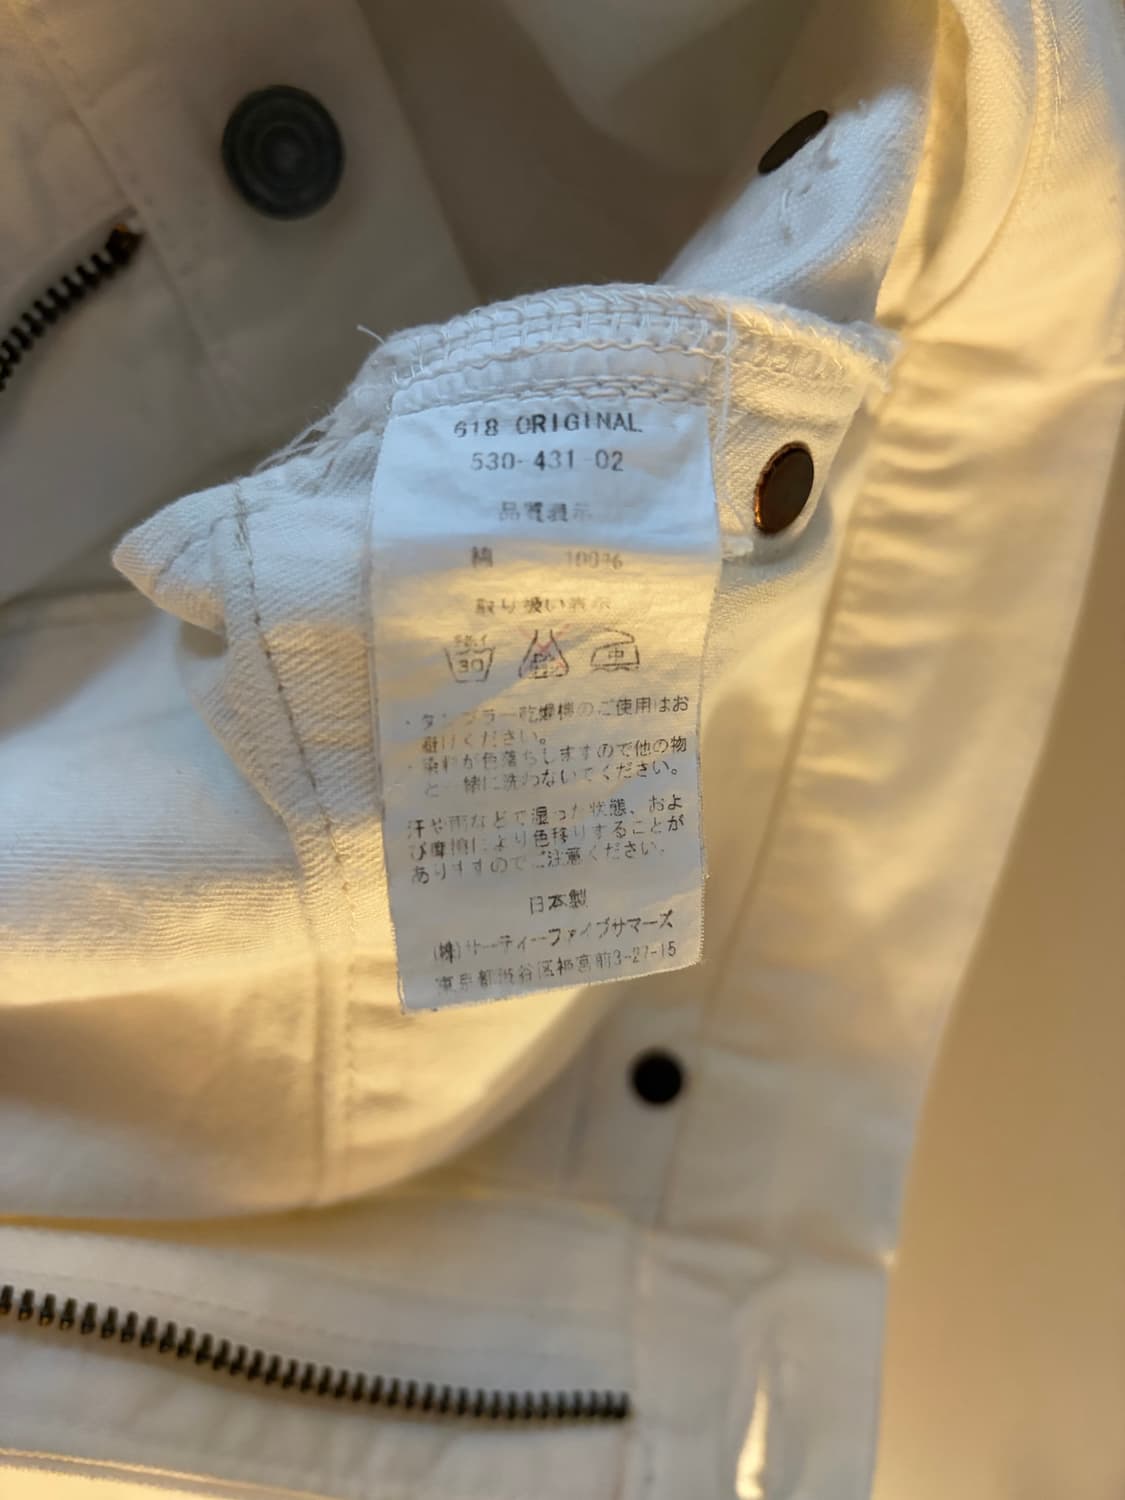 618 ORIGINAL
530-431-02
品質表示
綿 100%
取り扱い表示
30
中
・タンブラー乾燥機のご使用はお
避けください。
・染料が色落ちしますので他の物
と一緒に洗わないでください。
汗や雨などで湿った状態、およ
び摩擦により色移りすることが
ありますのでご注意ください。
日本製
(株)サーティーファイブサマーズ
東京都渋谷区神宮前3-27-15